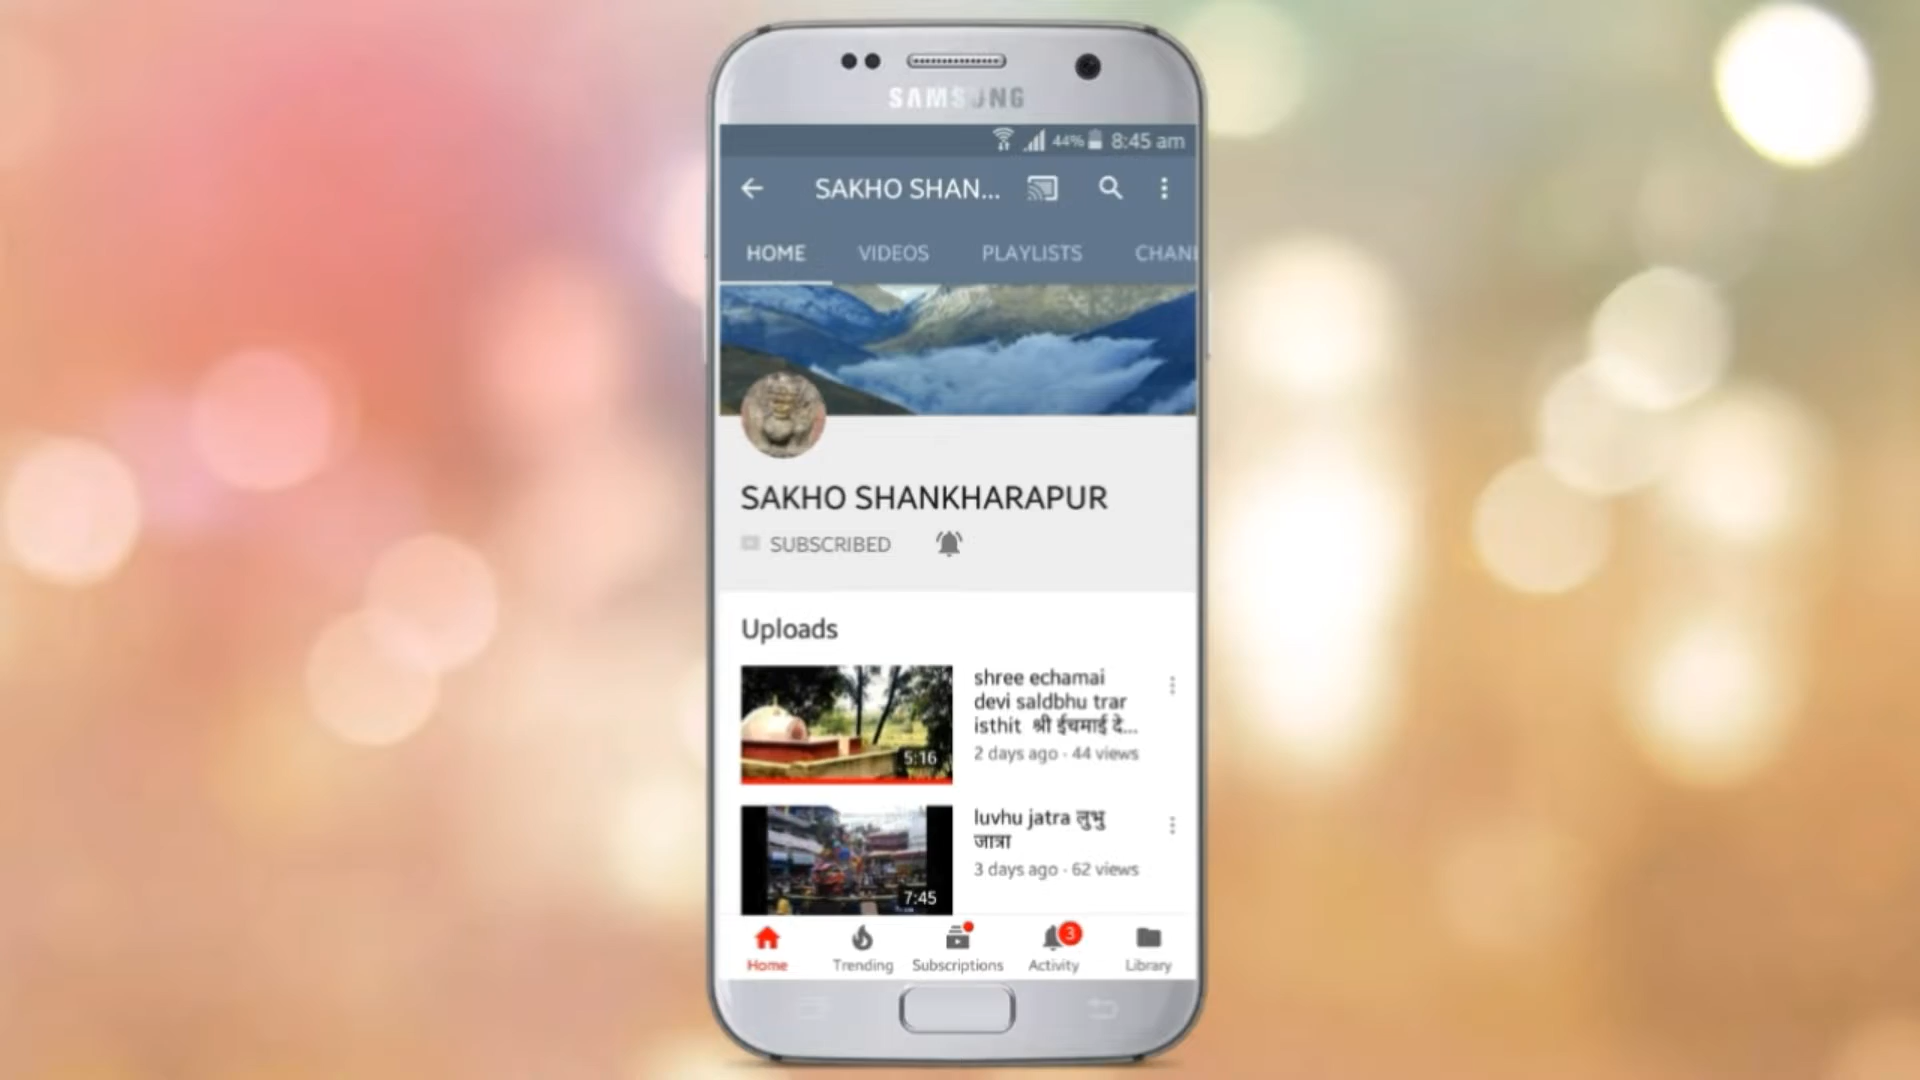 SAMSUNG
44% 8:45 am
SAKHO SHAN...
HOME VIDEOS PLAYLISTS CHANI
SAKHO SHANKHARAPUR
SUBSCRIBED
Uploads
shree echamai
devi saldbhu trar
isthit श्री ईचमाई दे...
2 days ago · 44 views
5:16
luvhu jatra लुभु
जात्रा
3 days ago · 62 views
7:45
3
Home Trending Subscriptions Activity Library